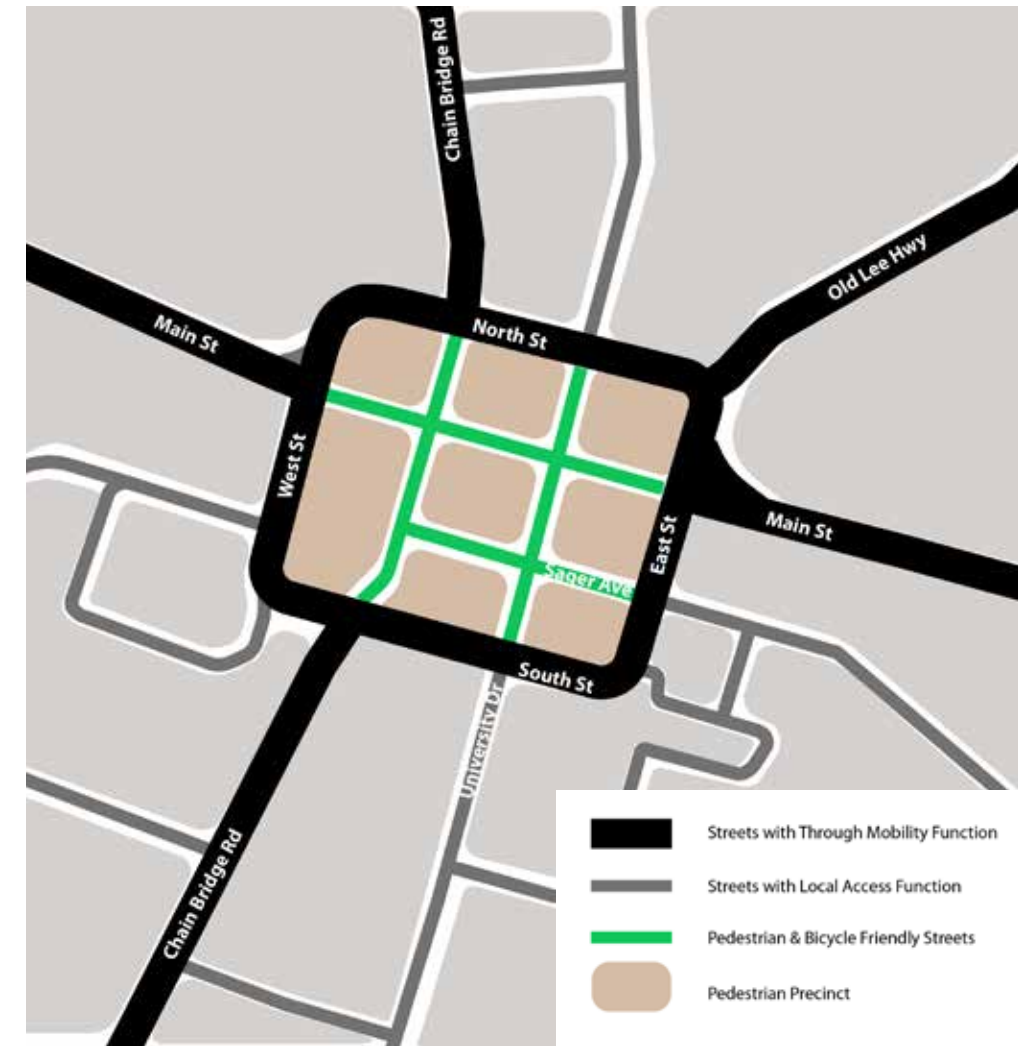 Chain Bridge Rd
Old Lee Hwy
Main St
North St
West St
Main St
East St
Sager Ave
South St
University Dr
Chain Bridge Rd
Streets with Through Mobility Function
Streets with Local Access Function
Pedestrian & Bicycle Friendly Streets
Pedestrian Precinct